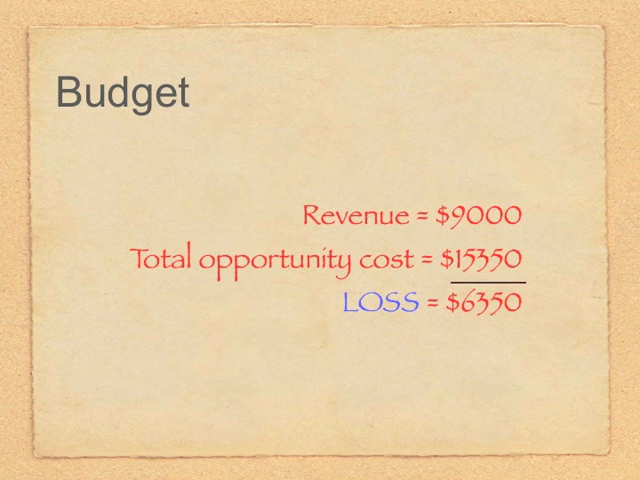 Budget
Revenue = $9000
Total opportunity cost = $15350
LOSS = $6350